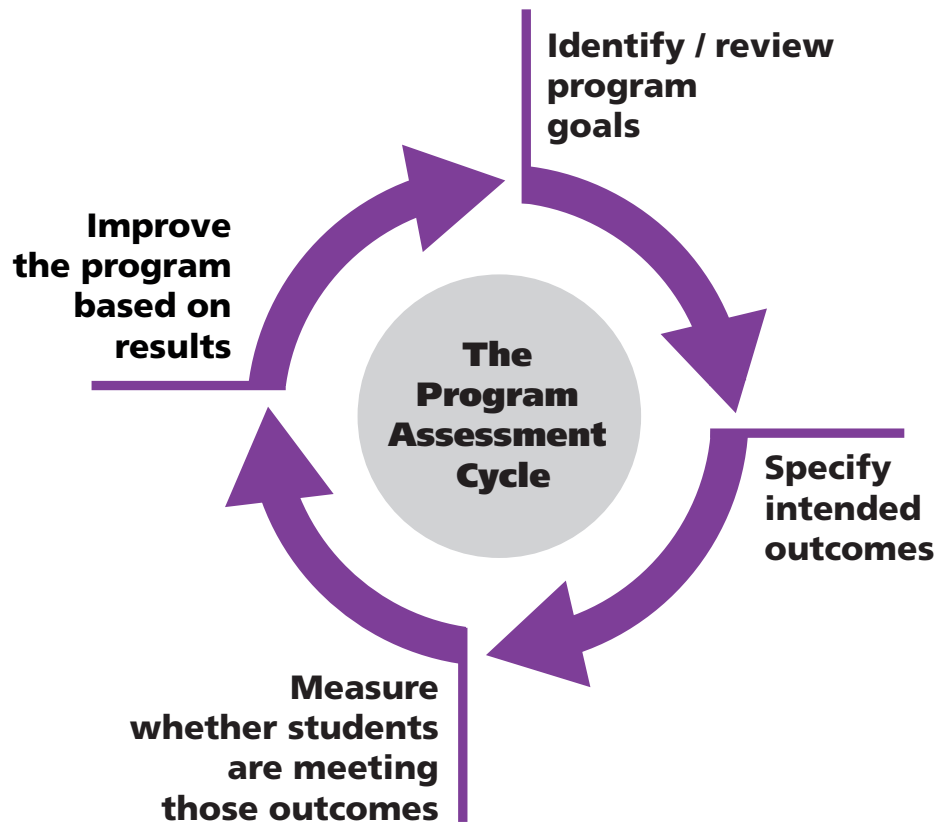 Identify / review
program
goals
Improve
the program
based on
results
The
Program
Assessment
Cycle
Specify
intended
outcomes
Measure
whether students
are meeting
those outcomes